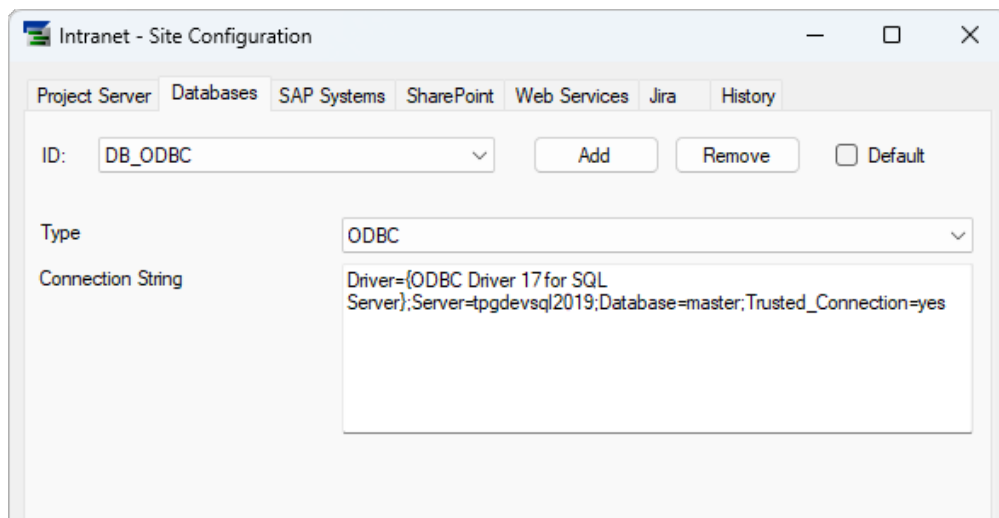 Intranet - Site Configuration
Project Server Databases SAP Systems SharePoint Web Services Jira History
ID: DB_ODBC Add Remove Default
Type ODBC
Connection String Driver={ODBC Driver 17 for SQL
Server};Server=tpgdevsql2019;Database=master;Trusted_Connection=yes